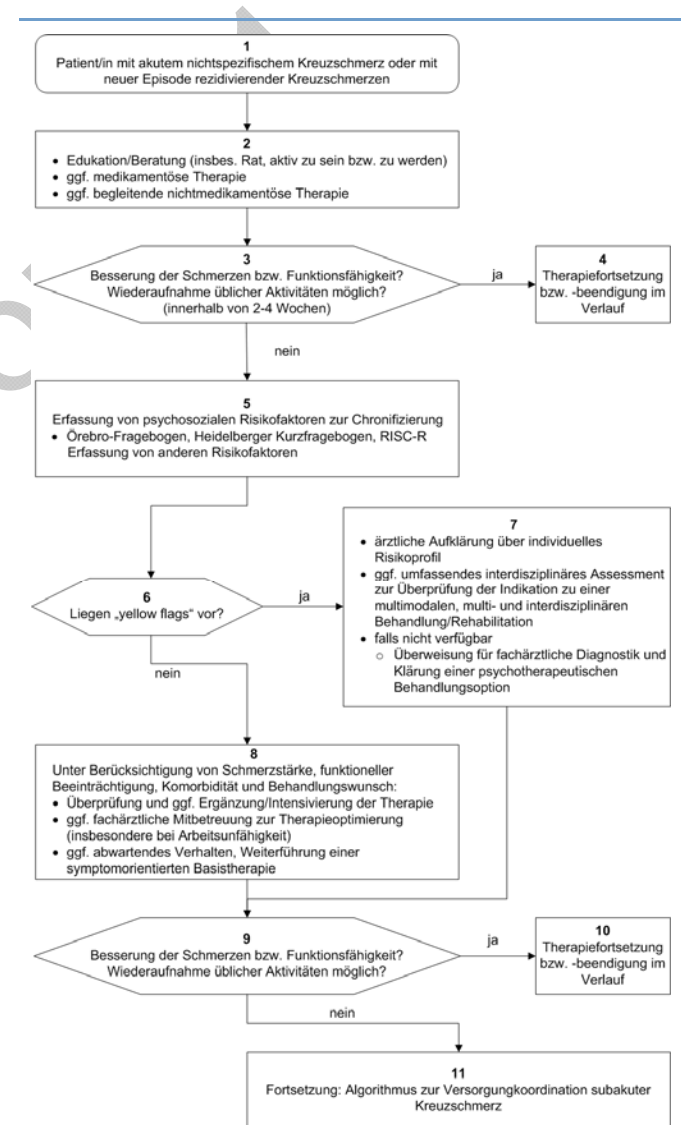 1
Patient/in mit akutem nichtspezifischem Kreuzschmerz oder mit
neuer Episode rezidivierender Kreuzschmerzen
2
• Edukation/Beratung (insbes. Rat, aktiv zu sein bzw. zu werden)
• ggf. medikamentöse Therapie
• ggf. begleitende nichtmedikamentöse Therapie
3
Besserung der Schmerzen bzw. Funktionsfähigkeit?
Wiederaufnahme üblicher Aktivitäten möglich?
(innerhalb von 2-4 Wochen)
ja
4
Therapiefortsetzung
bzw. -beendigung im
Verlauf
nein
5
Erfassung von psychosozialen Risikofaktoren zur Chronifizierung
• Örebro-Fragebogen, Heidelberger Kurzfragebogen, RISC-R
Erfassung von anderen Risikofaktoren
6
Liegen „yellow flags" vor?
ja
7
• ärztliche Aufklärung über individuelles
Risikoprofil
• ggf. umfassendes interdisziplinäres Assessment
zur Überprüfung der Indikation zu einer
multimodalen, multi- und interdisziplinären
Behandlung/Rehabilitation
• falls nicht verfügbar
o Überweisung für fachärztliche Diagnostik und
Klärung einer psychotherapeutischen
Behandlungsoption
nein
8
Unter Berücksichtigung von Schmerzstärke, funktioneller
Beeinträchtigung, Komorbidität und Behandlungswunsch:
• Überprüfung und ggf. Ergänzung/Intensivierung der Therapie
• ggf. fachärztliche Mitbetreuung zur Therapieoptimierung
(insbesondere bei Arbeitsunfähigkeit)
• ggf. abwartendes Verhalten, Weiterführung einer
symptomorientierten Basistherapie
9
Besserung der Schmerzen bzw. Funktionsfähigkeit?
Wiederaufnahme üblicher Aktivitäten möglich?
ja
10
Therapiefortsetzung
bzw. -beendigung im
Verlauf
nein
11
Fortsetzung: Algorithmus zur Versorgungkoordination subakuter
Kreuzschmerz